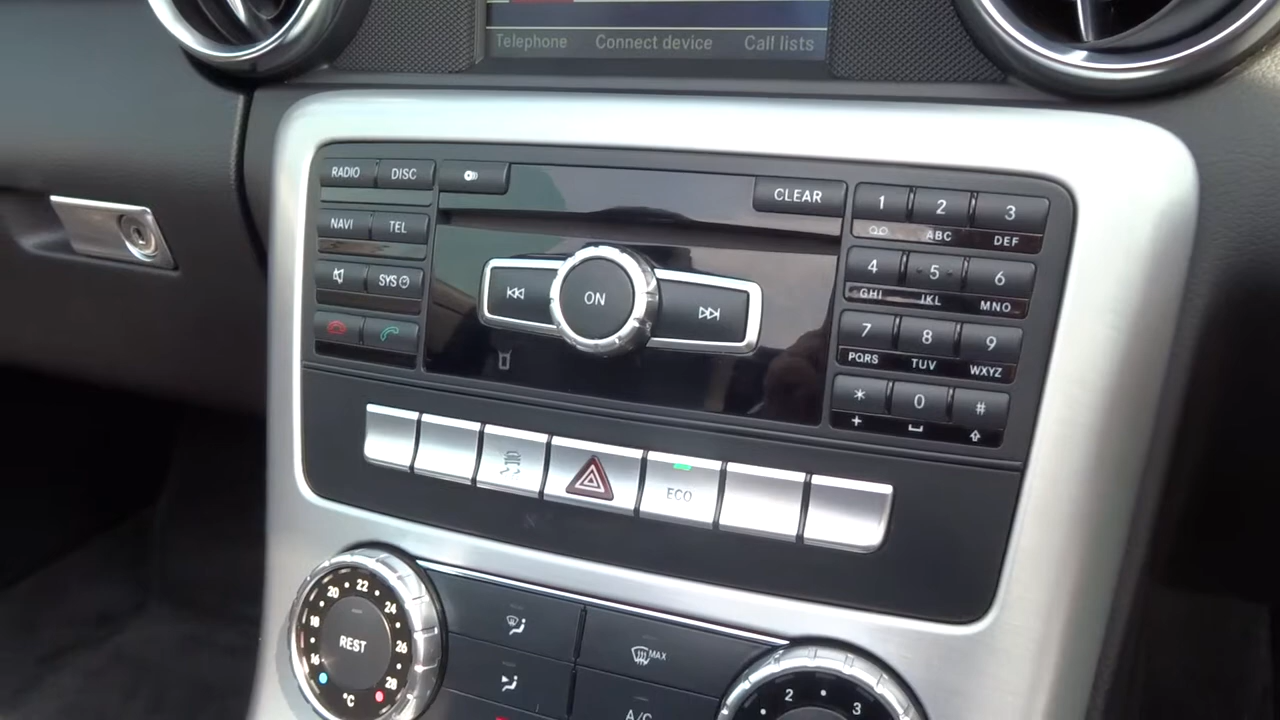 Telephone Connect device Call lists
RADIO DISC
CLEAR
1 2 3
ABC DEF
NAVI TEL
4 5 6
GHI JKL MNO
SYS
ON
7 8 9
PQRS TUV WXYZ
* 0 #
+
ECO
16 18 20 22 24 26 28
REST
°C
MAX
A/C
2 3